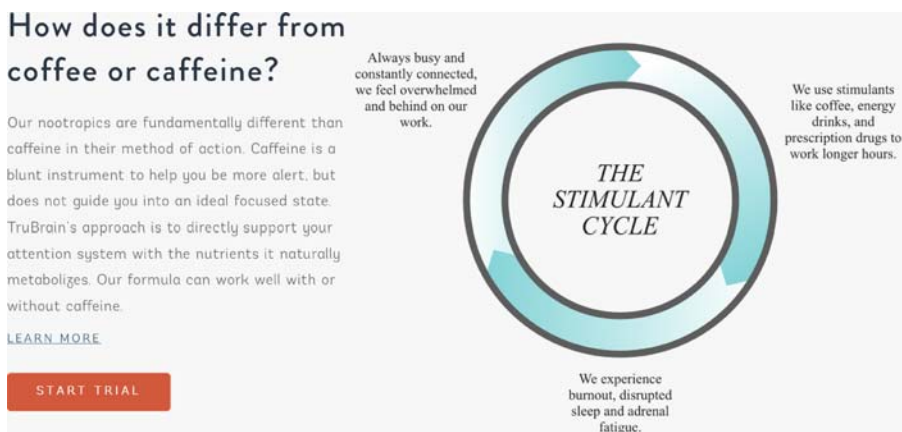 How does it differ from
coffee or caffeine?
Our nootropics are fundamentally different than
caffeine in their method of action. Caffeine is a
blunt instrument to help you be more alert, but
does not guide you into an ideal focused state.
TruBrain's approach is to directly support your
attention system with the nutrients it naturally
metabolizes. Our formula can work well with or
without caffeine.
LEARN MORE
START TRIAL
Always busy and
constantly connected,
we feel overwhelmed
and behind on our
work.
We use stimulants
like coffee, energy
drinks, and
prescription drugs to
work longer hours.
THE
STIMULANT
CYCLE
We experience
burnout, disrupted
sleep and adrenal
fatigue.